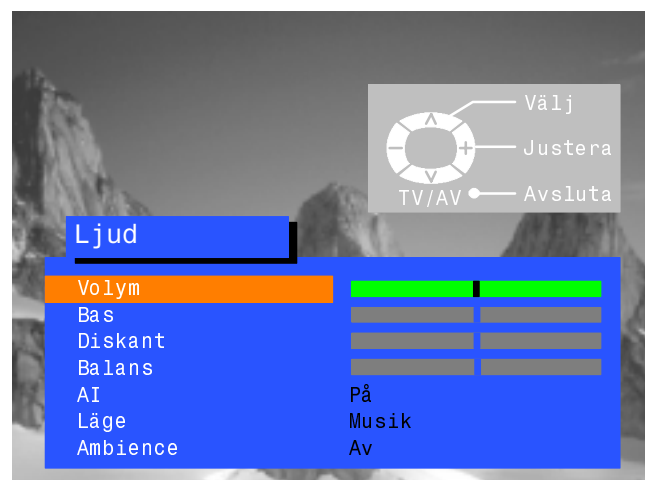 Välj
Justera
TV/AV Avsluta
Ljud
Volym
Bas
Diskant
Balans
AI På
Läge Musik
Ambience Av